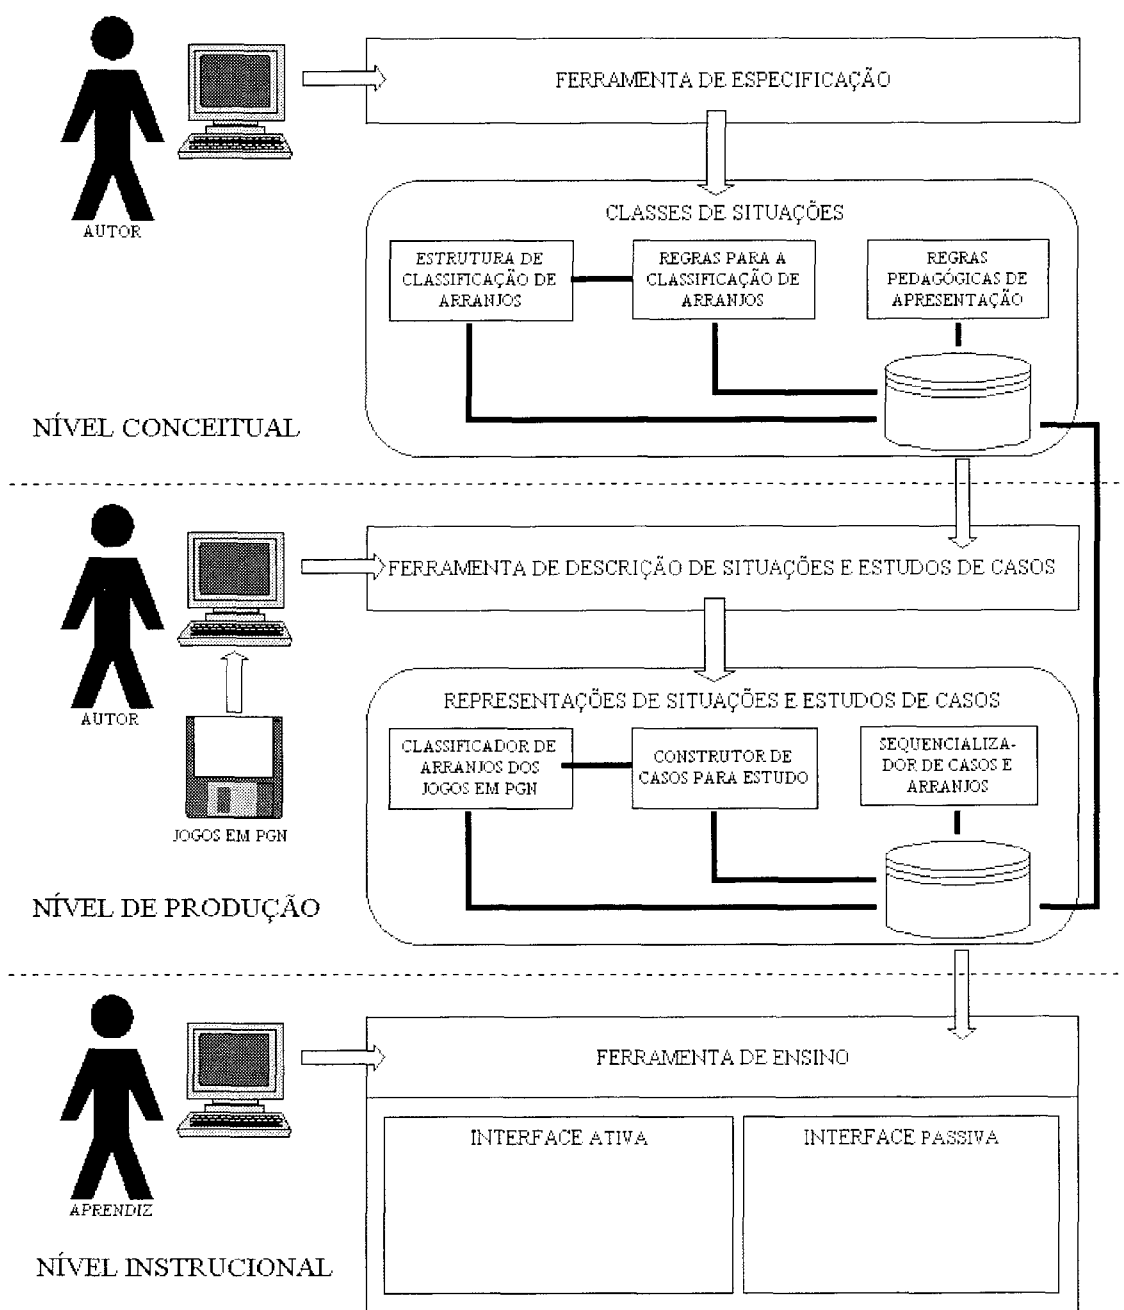 FERRAMENTA DE ESPECIFICAÇÃO
AUTOR
CLASSES DE SITUAÇÕES
ESTRUTURA DE
CLASSIFICAÇÃO DE
ARRANJOS
REGRAS PARA A
CLASSIFICAÇÃO DE
ARRANJOS
REGRAS
PEDAGÓGICAS DE
APRESENTAÇÃO
NÍVEL CONCEITUAL
FERRAMENTA DE DESCRIÇÃO DE SITUAÇÕES E ESTUDOS DE CASOS
AUTOR
REPRESENTAÇÕES DE SITUAÇÕES E ESTUDOS DE CASOS
CLASSIFICADOR DE
ARRANJOS DOS
JOGOS EM PGN
CONSTRUTOR DE
CASOS PARA ESTUDO
SEQUENCIALIZA-
DOR DE CASOS E
ARRANJOS
JOGOS EM PGN
NÍVEL DE PRODUÇÃO
FERRAMENTA DE ENSINO
INTERFACE ATIVA
INTERFACE PASSIVA
APRENDIZ
NÍVEL INSTRUCIONAL